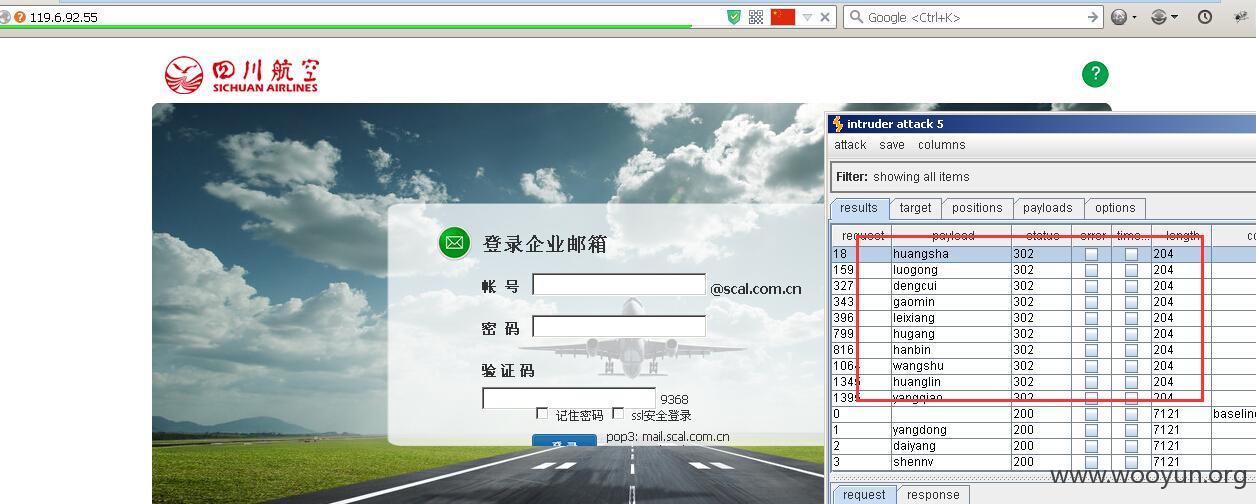 119.6.92.55
Google <Ctrl+K>
四川航空
SICHUAN AIRLINES
?
登录企业邮箱
帐 号
@scal.com.cn
密 码
验 证 码
9368
记住密码
ssl安全登录
登录
pop3: mail.scal.com.cn
intruder attack 5
attack save columns
Filter: showing all items
results target positions payloads options
request payload status error time... length
18 huangsha 302 204
159 luogong 302 204
327 dengcui 302 204
343 gaomin 302 204
396 leixiang 302 204
799 hugang 302 204
816 hanbin 302 204
1064 wangshu 302 204
1345 huanglin 302 204
1395 yangqiao 302 204
0 200 7121
1 yangdong 200 7121
2 daiyang 200 7121
3 shennv 200 7121
request response
www.wooyun.org